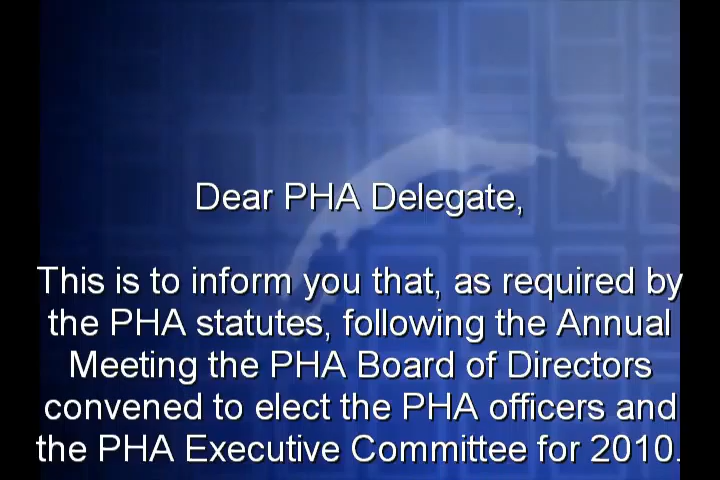 Dear PHA Delegate,
This is to inform you that, as required by
the PHA statutes, following the Annual
Meeting the PHA Board of Directors
convened to elect the PHA officers and
the PHA Executive Committee for 2010.